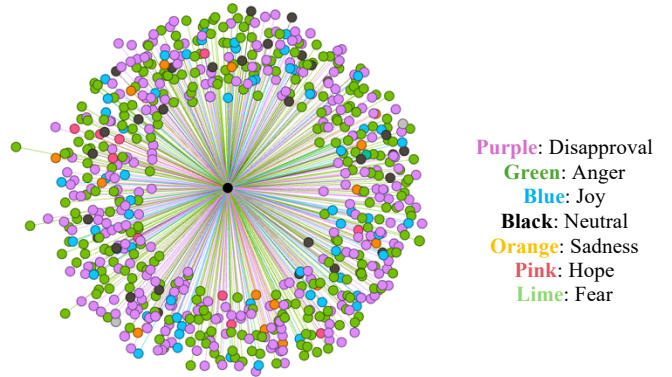 Purple: Disapproval
Green: Anger
Blue: Joy
Black: Neutral
Orange: Sadness
Pink: Hope
Lime: Fear